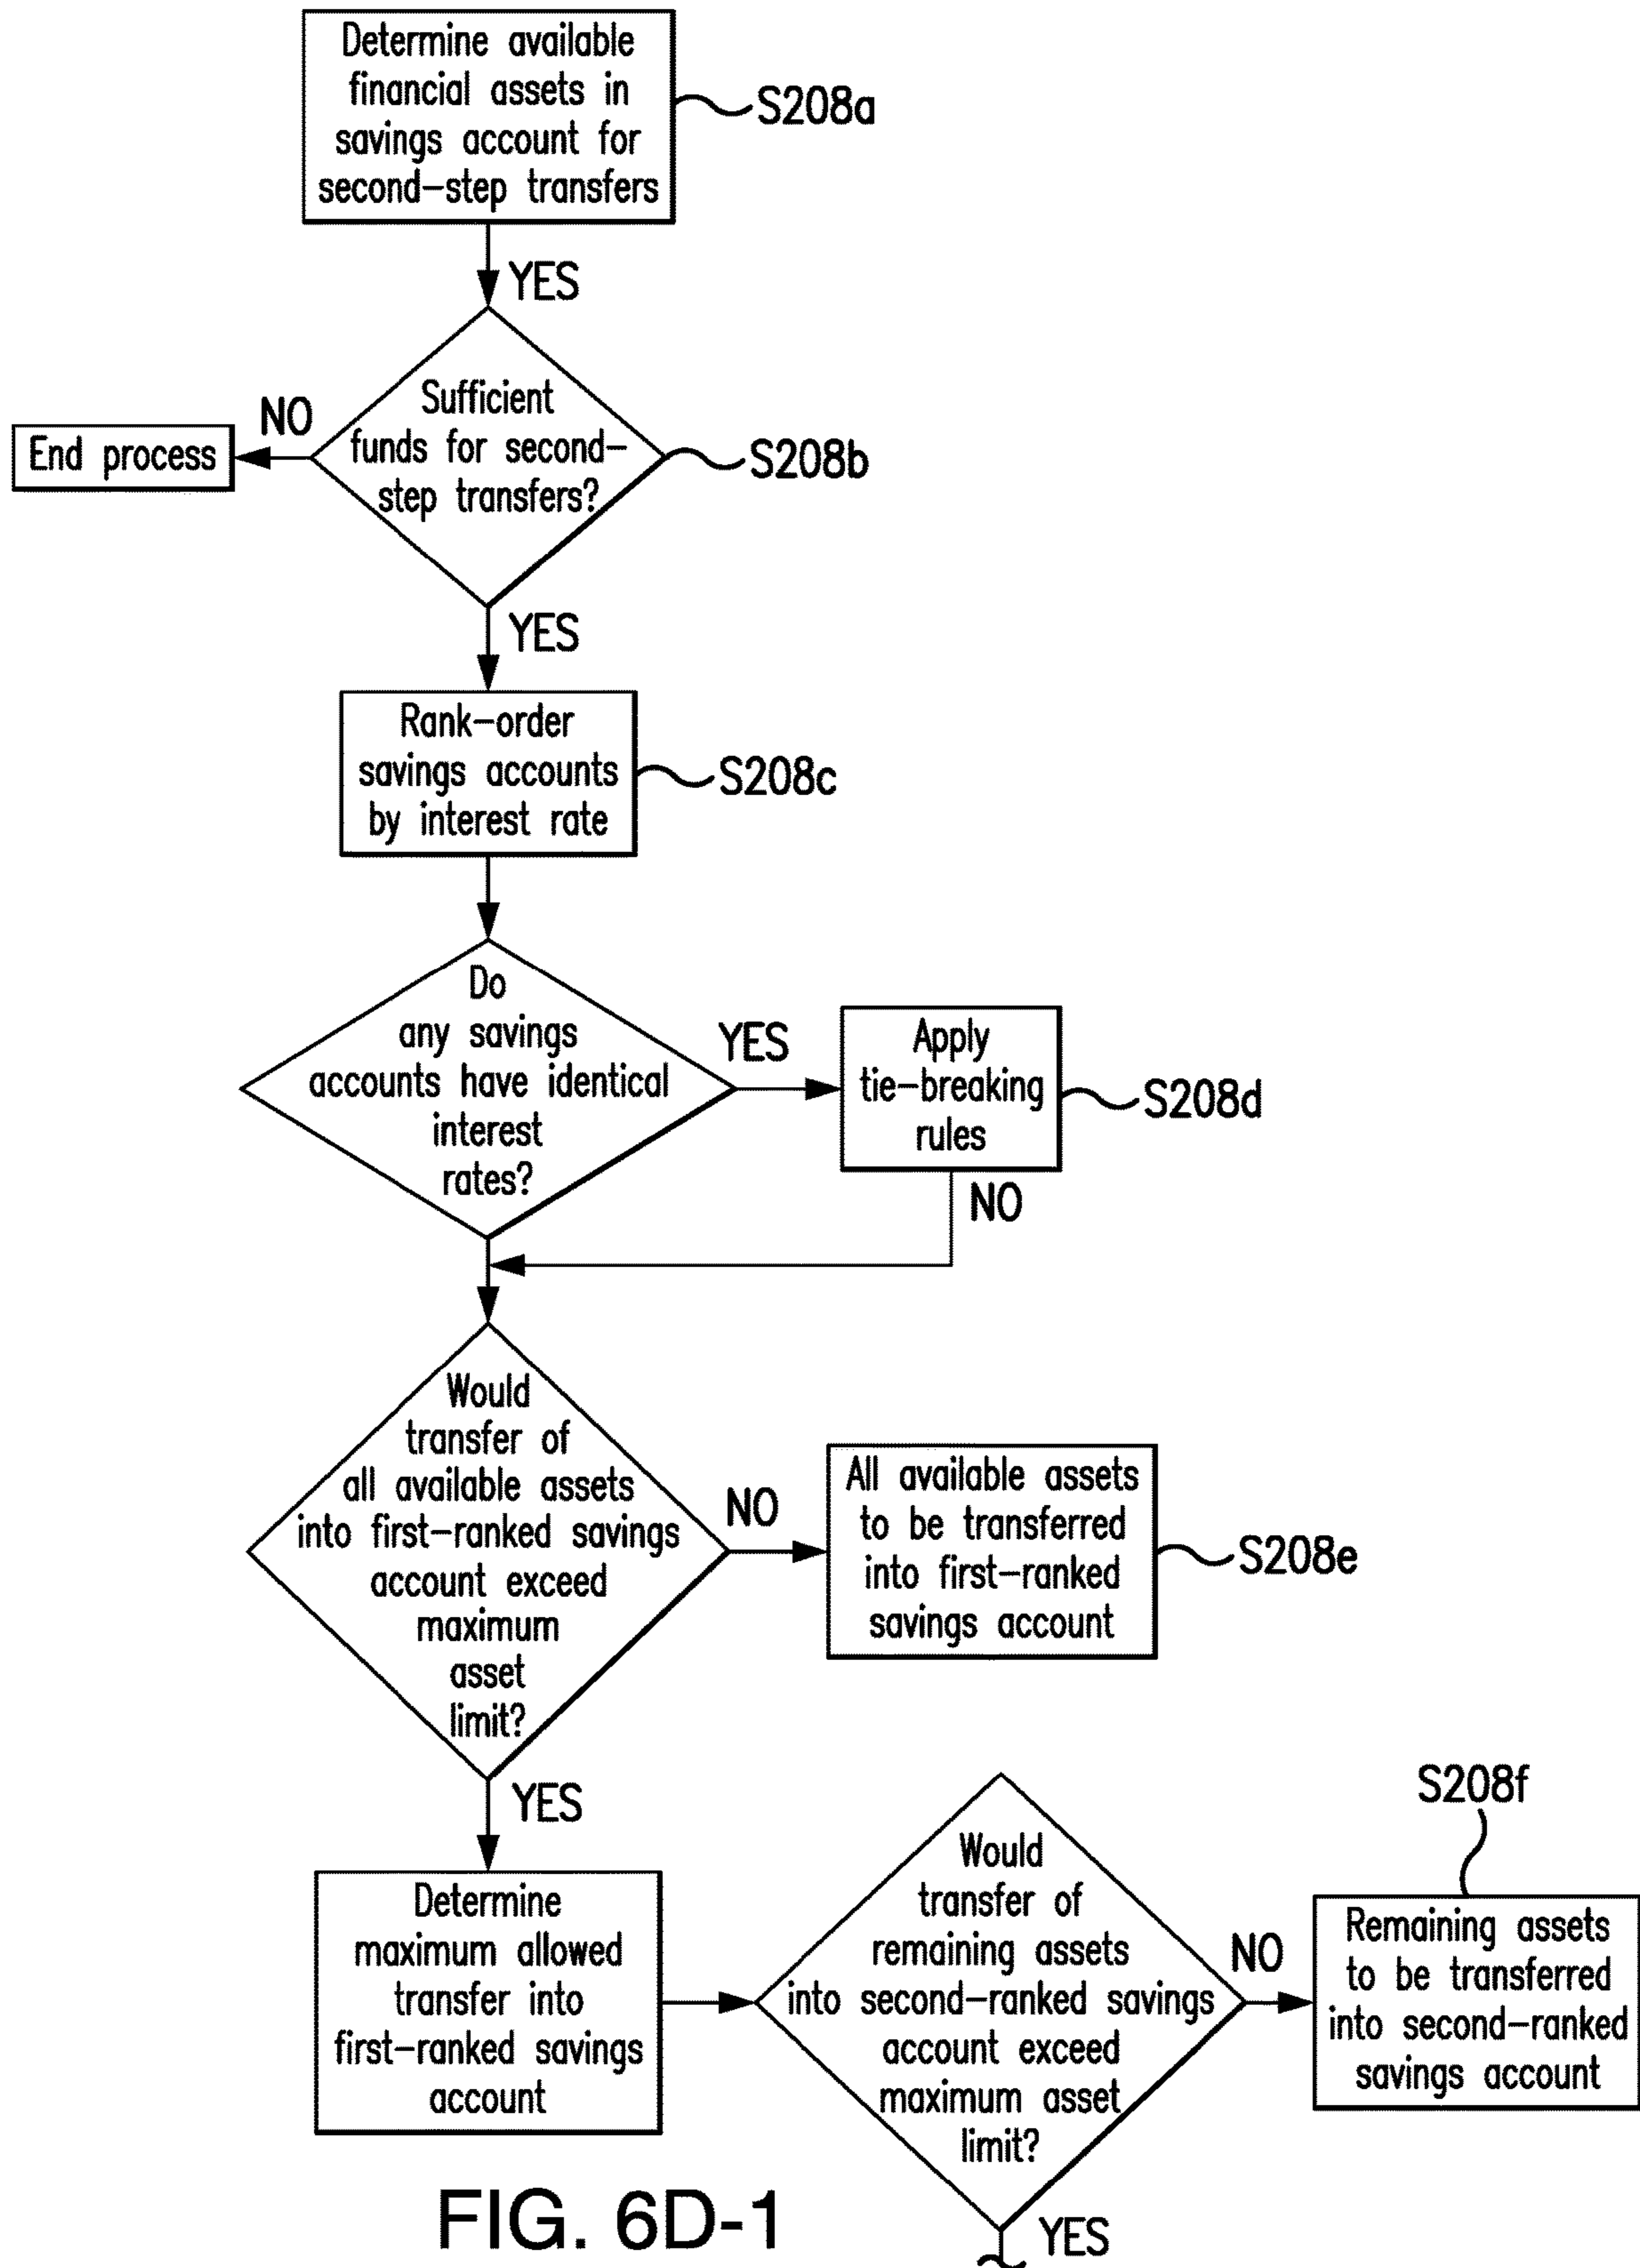 Determine available
financial assets in
savings account for
second-step transfers
S208a
YES
Sufficient
funds for second-
step transfers?
S208b
NO
End process
YES
Rank-order
savings accounts
by interest rate
S208c
Do
any savings
accounts have identical
interest
rates?
YES
Apply
tie-breaking
rules
S208d
NO
Would
transfer of
all available assets
into first-ranked savings
account exceed
maximum
asset
limit?
NO
All available assets
to be transferred
into first-ranked
savings account
S208e
YES
Determine
maximum allowed
transfer into
first-ranked savings
account
Would
transfer of
remaining assets
into second-ranked savings
account exceed
maximum asset
limit?
NO
S208f
Remaining assets
to be transferred
into second-ranked
savings account
YES
FIG. 6D-1